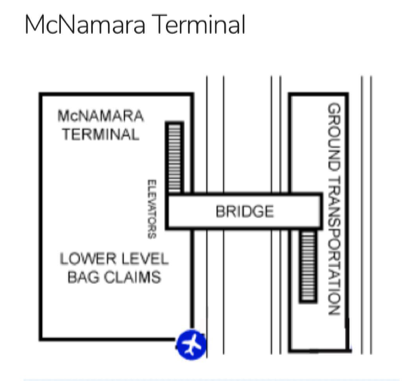 McNamara Terminal
McNAMARA
TERMINAL
ELEVATORS
BRIDGE
GROUND TRANSPORTATION
LOWER LEVEL
BAG CLAIMS